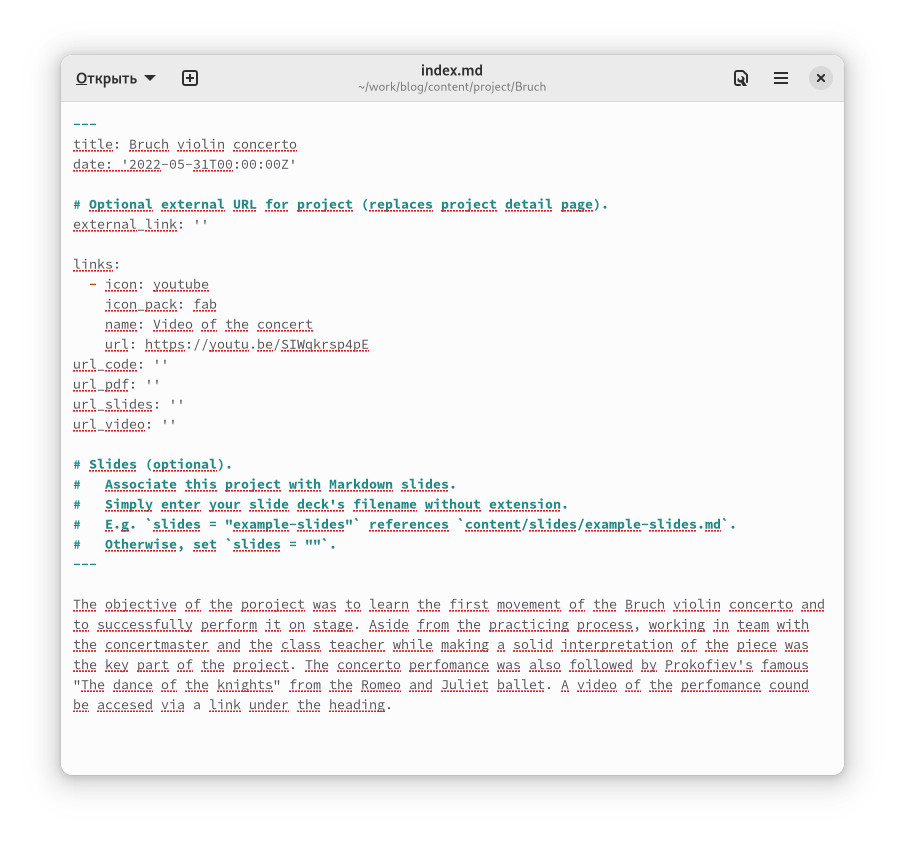 Открыть
index.md
~/work/blog/content/project/Bruch
---
title: Bruch violin concerto
date: '2022-05-31T00:00:00Z'
# Optional external URL for project (replaces project detail page).
external_link: ''
links:
  - icon: youtube
    icon_pack: fab
    name: Video of the concert
    url: https://youtu.be/SIWqkrsp4pE
url_code: ''
url_pdf: ''
url_slides: ''
url_video: ''
# Slides (optional).
#   Associate this project with Markdown slides.
#   Simply enter your slide deck's filename without extension.
#   E.g. `slides = "example-slides"` references `content/slides/example-slides.md`.
#   Otherwise, set `slides = ""`.
---
The objective of the poroject was to learn the first movement of the Bruch violin concerto and
to successfully perform it on stage. Aside from the practicing process, working in team with
the concertmaster and the class teacher while making a solid interpretation of the piece was
the key part of the project. The concerto perfomance was also followed by Prokofiev's famous
"The dance of the knights" from the Romeo and Juliet ballet. A video of the perfomance cound
be accesed via a link under the heading.